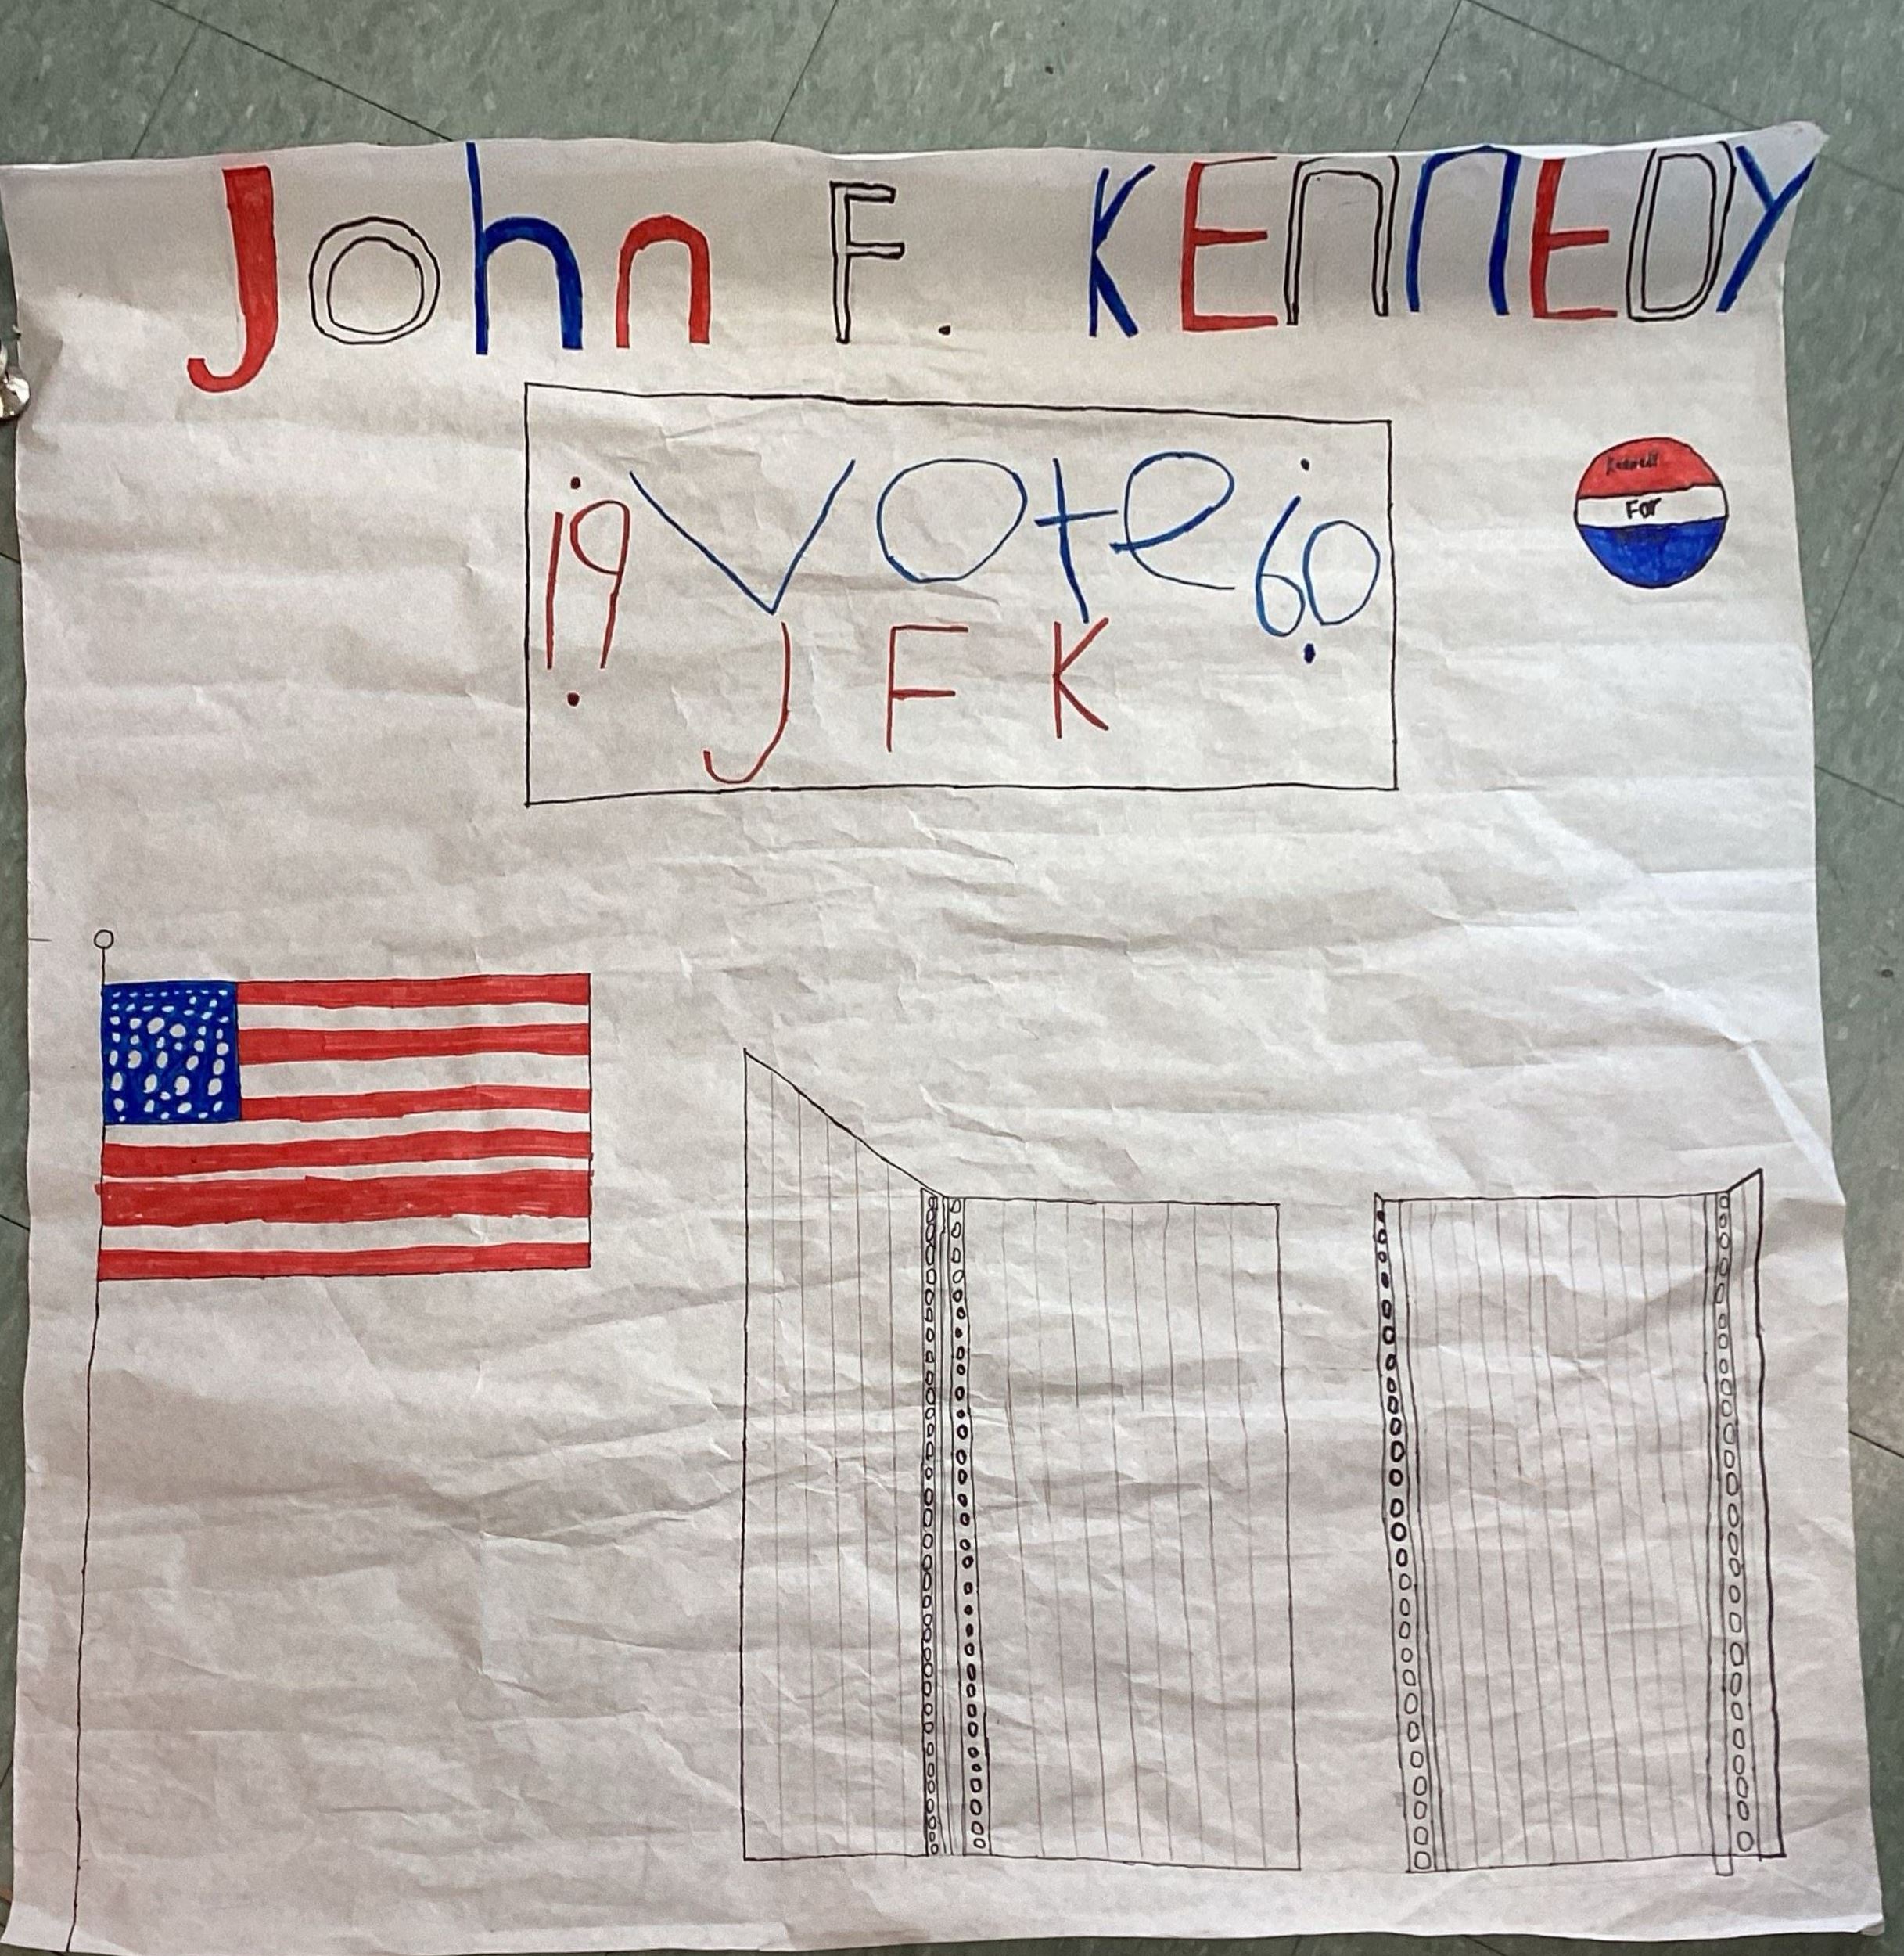 John F. KEnnEDY
19 Vote 60
JFK
For